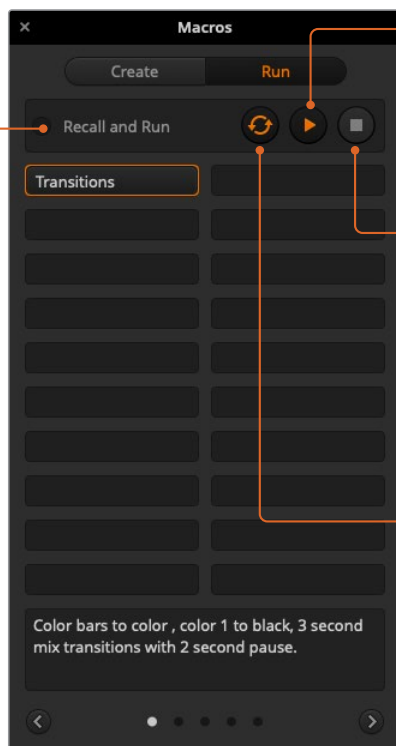 Macros
Create Run
Recall and Run
Transitions
Color bars to color , color 1 to black, 3 second
mix transitions with 2 second pause.